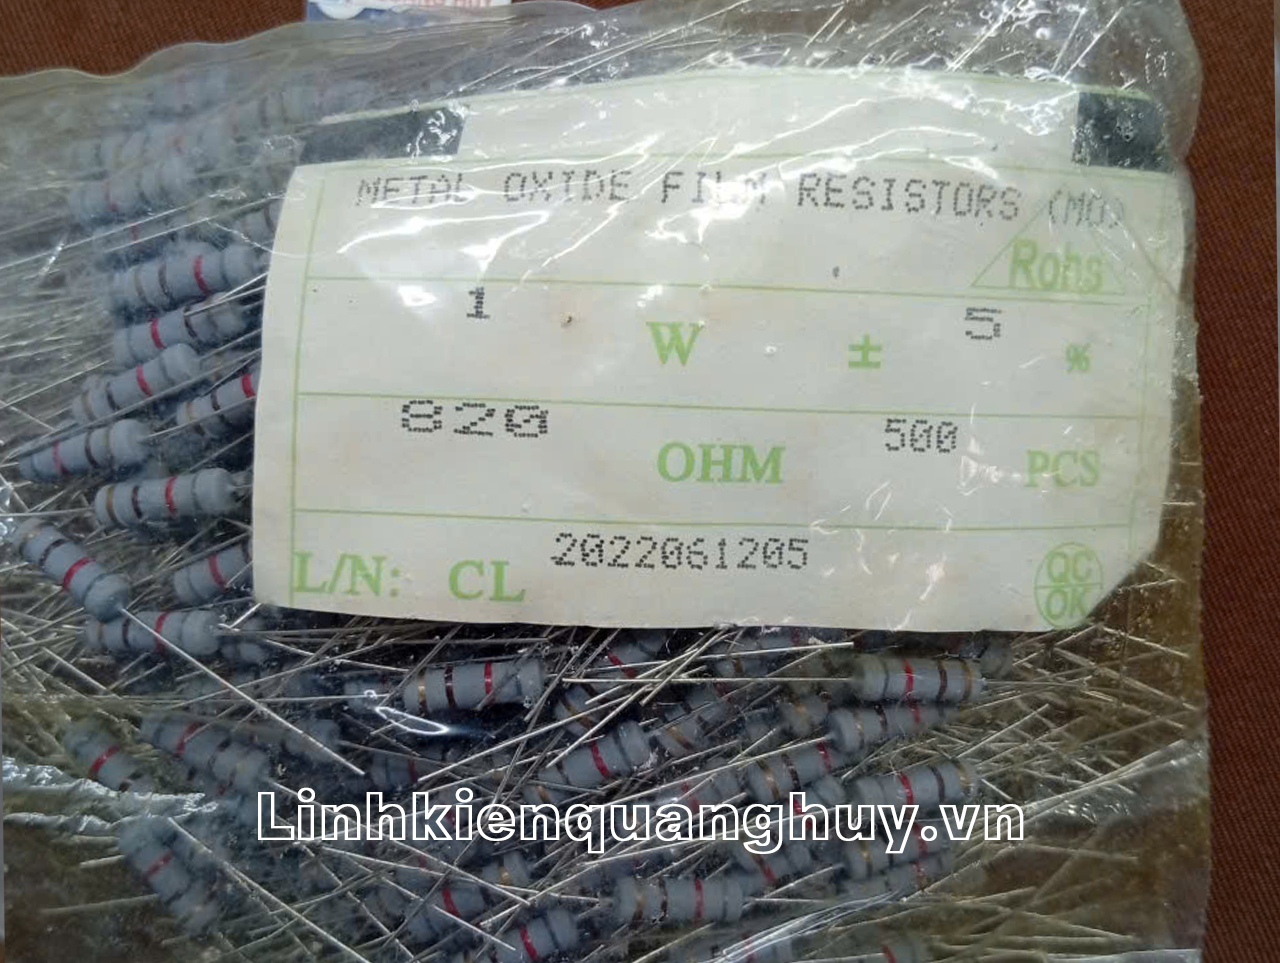 METAL OXIDE FILM RESISTORS (MO)
Rohs
1 W ± 5 %
820 OHM 500 PCS
L/N: CL 2022061205
QC
OK
Linhkienquanghuy.vn